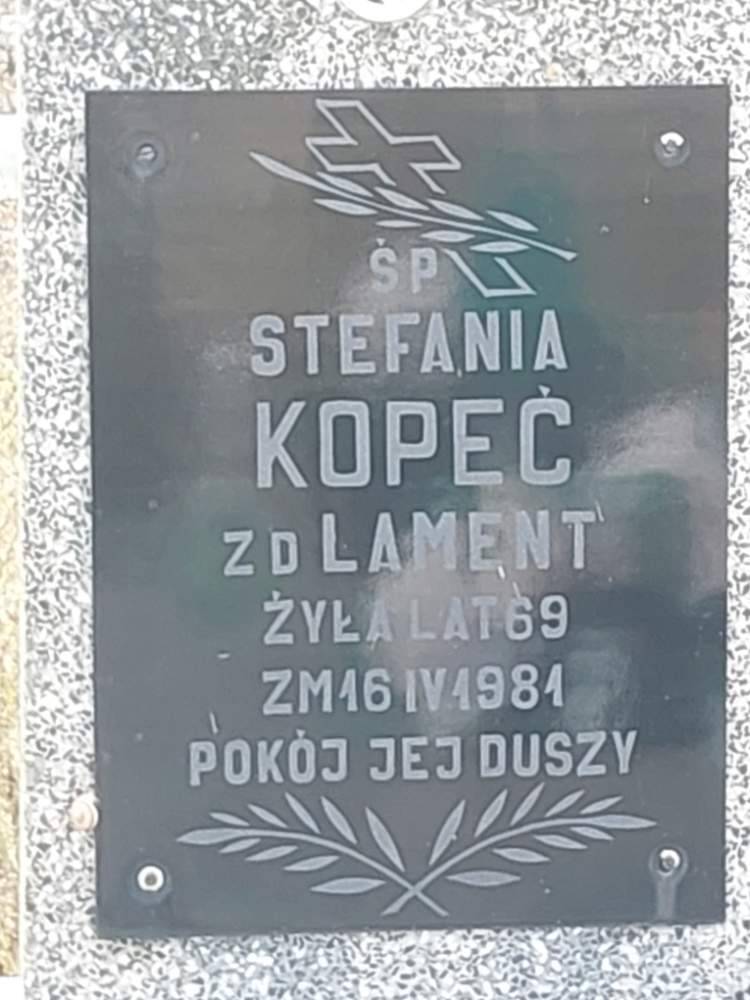 ŚP
STEFANIA
KOPEĆ
ZD LAMENT
ŻYŁA LAT 69
ZM 16 IV 1981
POKÓJ JEJ DUSZY